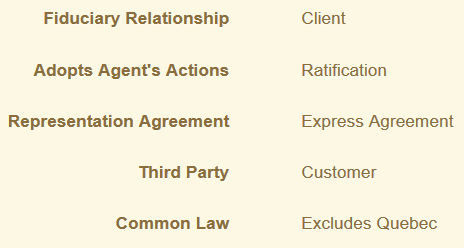 Fiduciary Relationship Client
Adopts Agent's Actions Ratification
Representation Agreement Express Agreement
Third Party Customer
Common Law Excludes Quebec